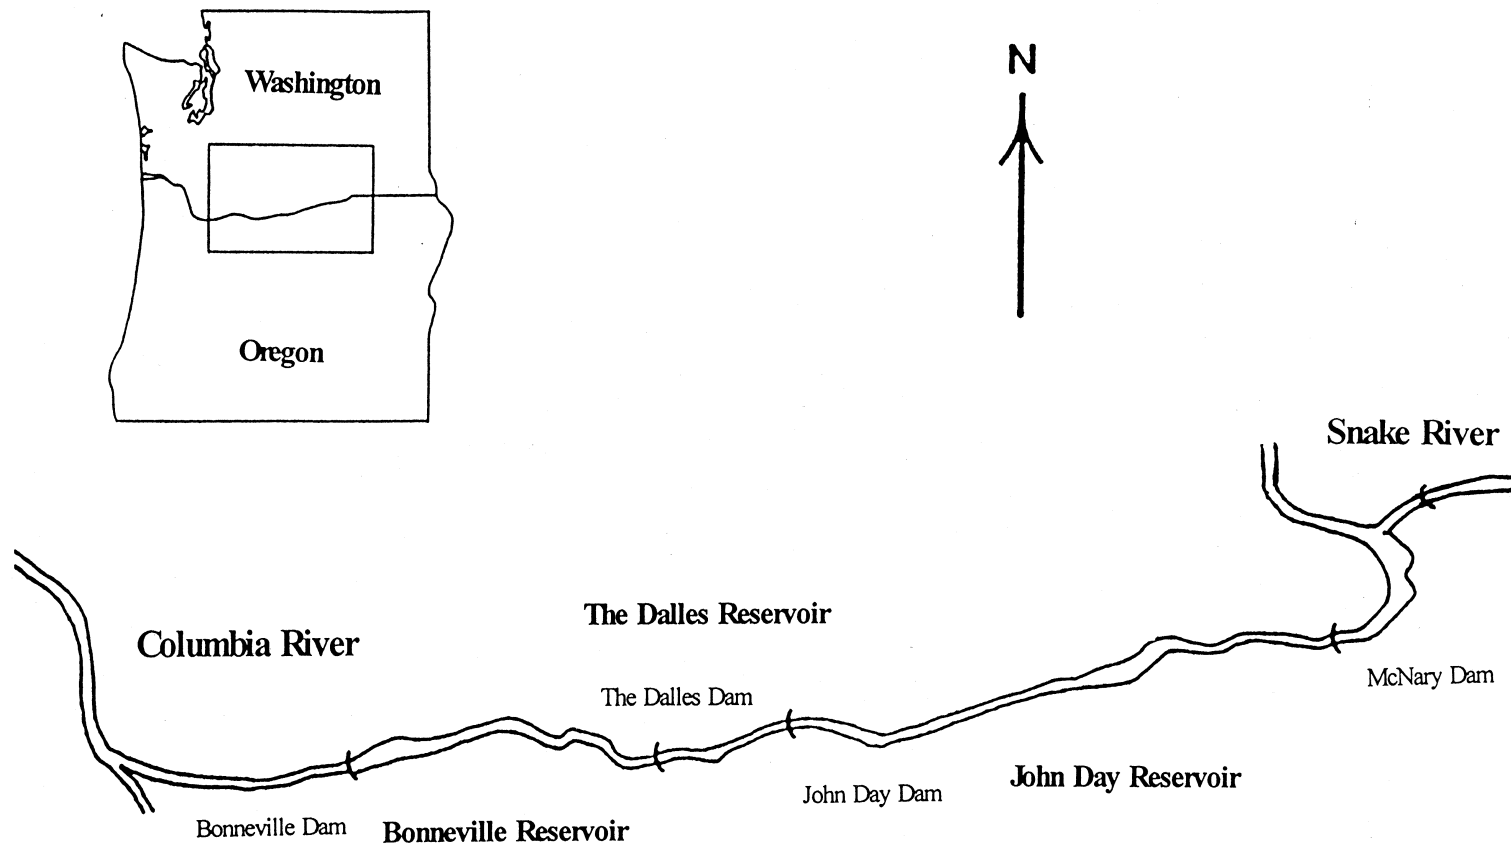 N
Washington
Oregon
Snake River
The Dalles Reservoir
Columbia River
McNary Dam
The Dalles Dam
John Day Reservoir
John Day Dam
Bonneville Dam
Bonneville Reservoir